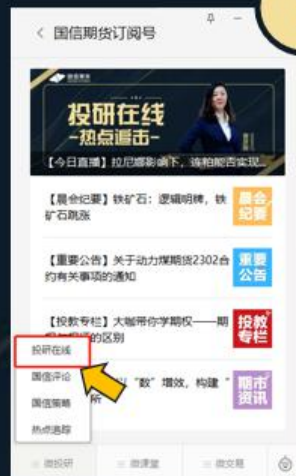 国信期货订阅号
投研在线
-热点追击-
【今日直播】拉尼娜影响下，连粕能否实现...
【晨会纪要】铁矿石：逻辑明牌，铁
矿石跳涨
晨会
纪要
【重要公告】关于动力煤期货2302合
约有关事项的通知
重要
公告
【投教专栏】大咖带你学期权——期
的区别
投教
专栏
“数”增效，构建“
所
期市
资讯
投研在线
国信评论
国信策略
热点追踪
微投研
微课堂
微交易